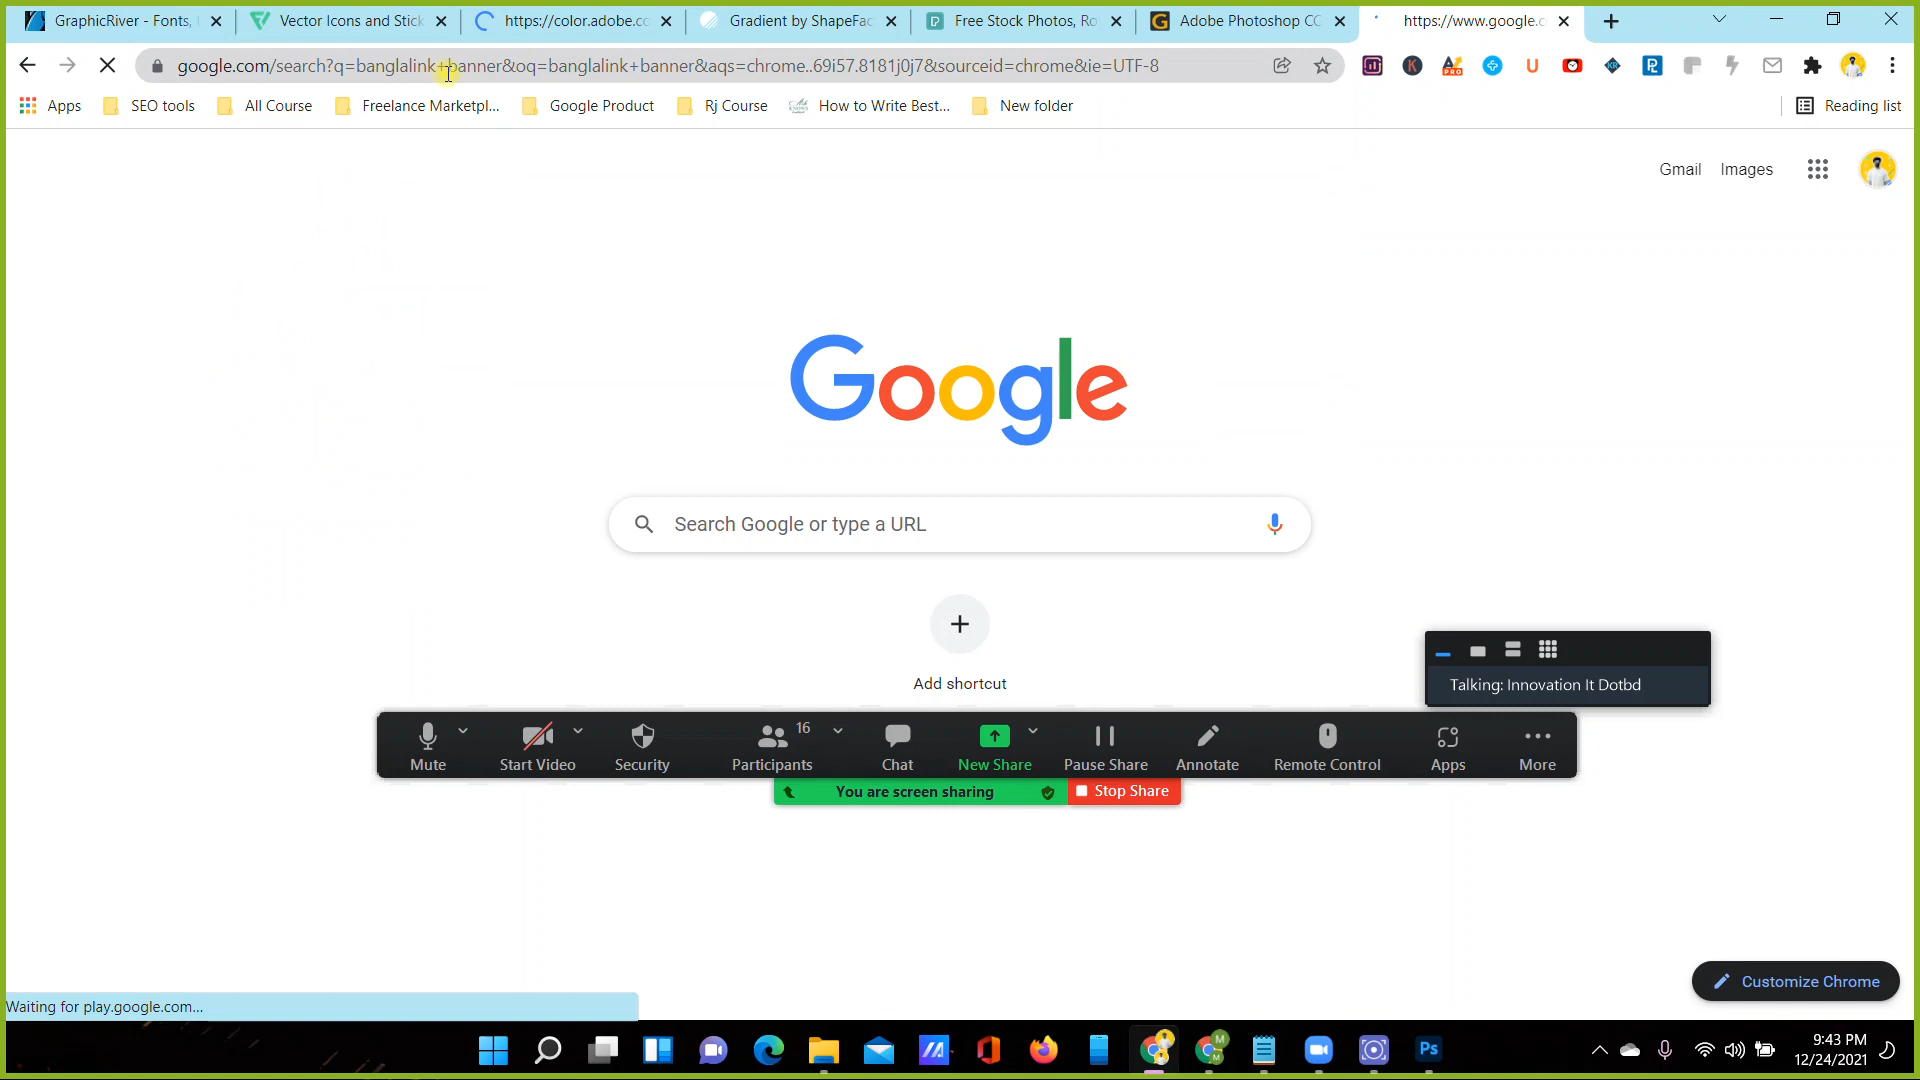 GraphicRiver - Fonts,
Vector Icons and Stick
https://color.adobe.co
Gradient by ShapeFac
Free Stock Photos, Ro
Adobe Photoshop CC
https://www.google.c
google.com/search?q=banglalink+banner&oq=banglalink+banner&aqs=chrome..69i57.8181j0j7&sourceid=chrome&ie=UTF-8
Apps
SEO tools
All Course
Freelance Marketpl...
Google Product
Rj Course
How to Write Best...
New folder
Reading list
Gmail
Images
Google
Search Google or type a URL
Add shortcut
Talking: Innovation It Dotbd
16
Mute
Start Video
Security
Participants
Chat
New Share
Pause Share
Annotate
Remote Control
Apps
More
You are screen sharing
Stop Share
Customize Chrome
Waiting for play.google.com...
Ps
9:43 PM
12/24/2021